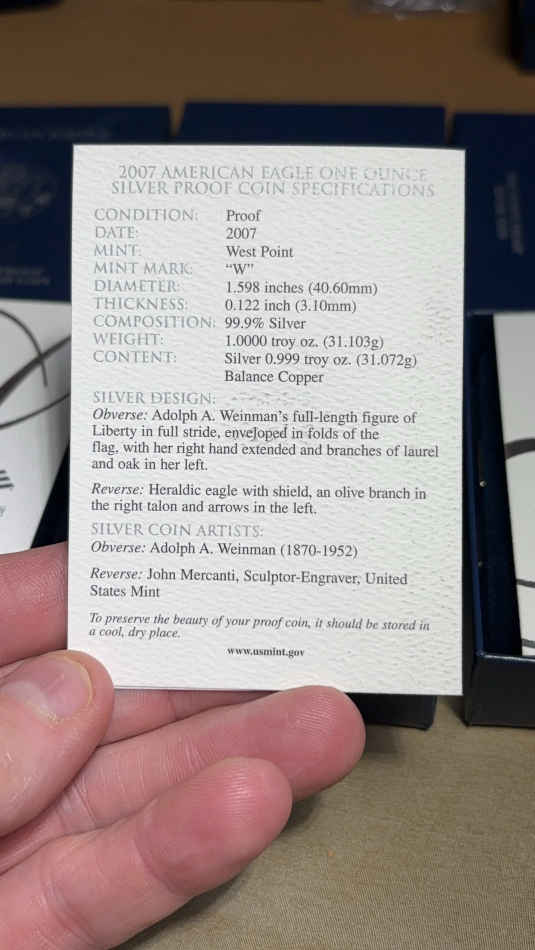 2007 AMERICAN EAGLE ONE OUNCE
SILVER PROOF COIN SPECIFICATIONS
CONDITION: Proof
DATE: 2007
MINT: West Point
MINT MARK: “W”
DIAMETER: 1.598 inches (40.60mm)
THICKNESS: 0.122 inch (3.10mm)
COMPOSITION: 99.9% Silver
WEIGHT: 1.0000 troy oz. (31.103g)
CONTENT: Silver 0.999 troy oz. (31.072g)
Balance Copper
SILVER DESIGN:
Obverse: Adolph A. Weinman’s full-length figure of
Liberty in full stride, enveloped in folds of the
flag, with her right hand extended and branches of laurel
and oak in her left.
Reverse: Heraldic eagle with shield, an olive branch in
the right talon and arrows in the left.
SILVER COIN ARTISTS:
Obverse: Adolph A. Weinman (1870-1952)
Reverse: John Mercanti, Sculptor-Engraver, United
States Mint
To preserve the beauty of your proof coin, it should be stored in
a cool, dry place.
www.usmint.gov